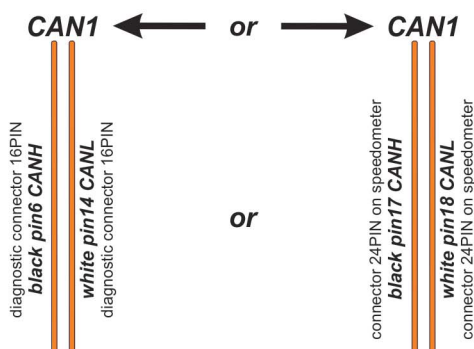 CAN1 or CAN1
diagnostic connector 16PIN
black pin6 CANH
white pin14 CANL
diagnostic connector 16PIN
or
connector 24PIN on speedometer
black pin17 CANH
white pin18 CANL
connector 24PIN on speedometer